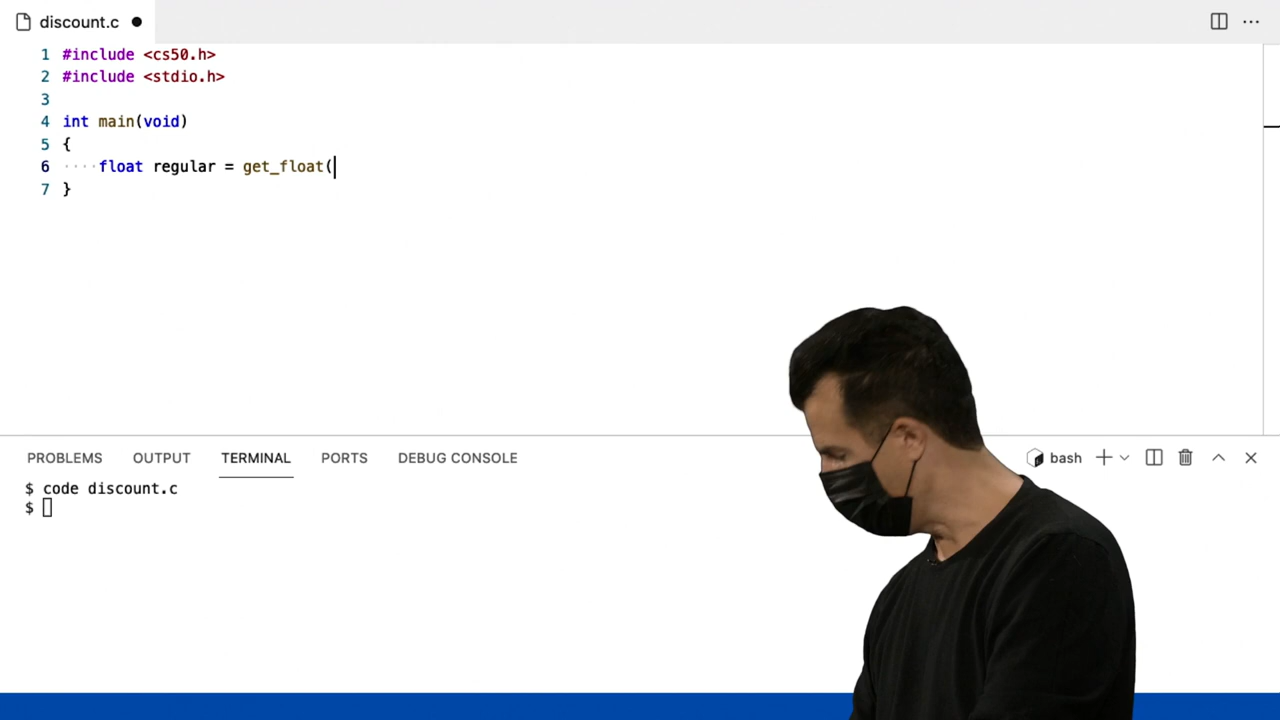 discount.c
1 #include <cs50.h>
2 #include <stdio.h>
3
4 int main(void)
5 {
6 ····float regular = get_float(
7 }
PROBLEMS OUTPUT TERMINAL PORTS DEBUG CONSOLE bash
$ code discount.c
$